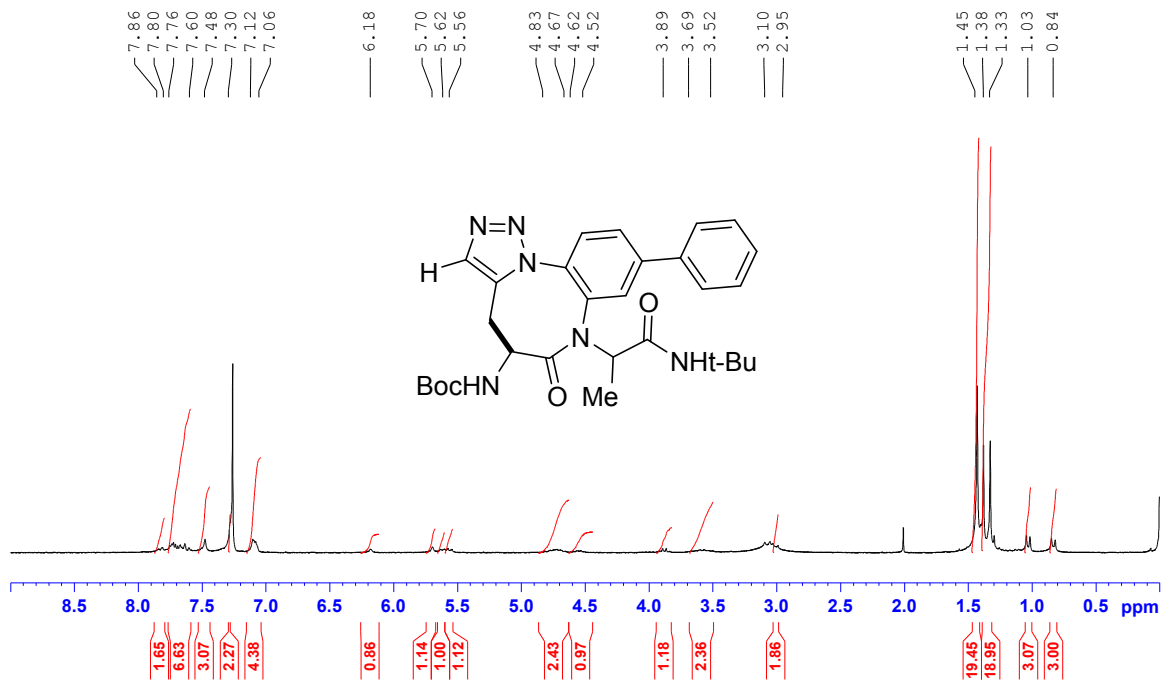 7.86 7.80 7.76 7.60 7.48 7.30 7.12 7.06 6.18 5.70 5.62 5.56 4.83 4.67 4.62 4.52 3.89 3.69 3.52 3.10 2.95 1.45 1.38 1.33 1.03 0.84
N=N
N
H
O
N
NHt-Bu
BocHN
O
Me
8.5 8.0 7.5 7.0 6.5 6.0 5.5 5.0 4.5 4.0 3.5 3.0 2.5 2.0 1.5 1.0 0.5 ppm
1.65 6.63 3.07 2.27 4.38 0.86 1.14 1.00 1.12 2.43 0.97 1.18 2.36 1.86 19.45 18.95 3.07 3.00